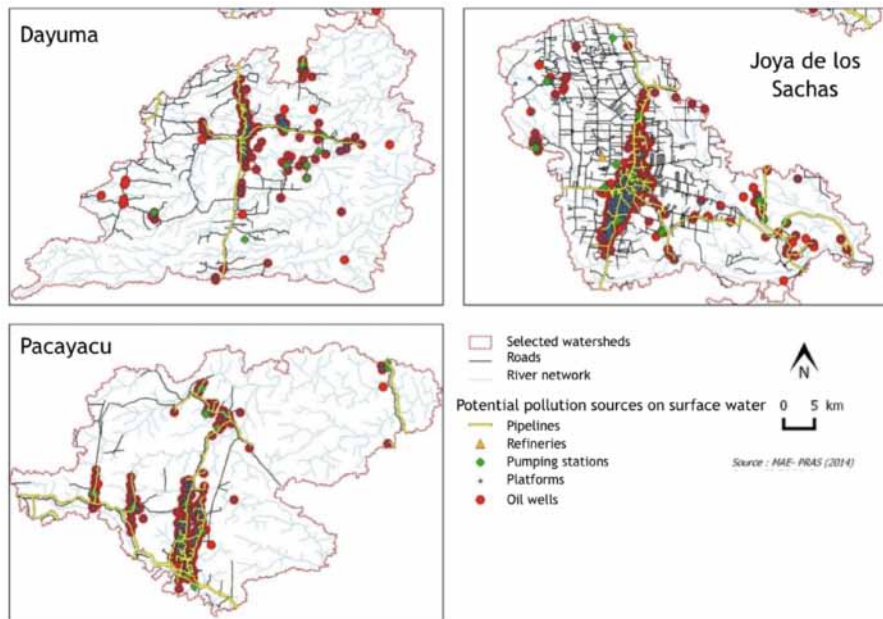 Dayuma
Joya de los
Sachas
Pacayacu
Selected watersheds
Roads
River network
Potential pollution sources on surface water
Pipelines
Refineries
Pumping stations
Platforms
Oil wells
N
0 5 km
Source : MAE- PRAS (2014)